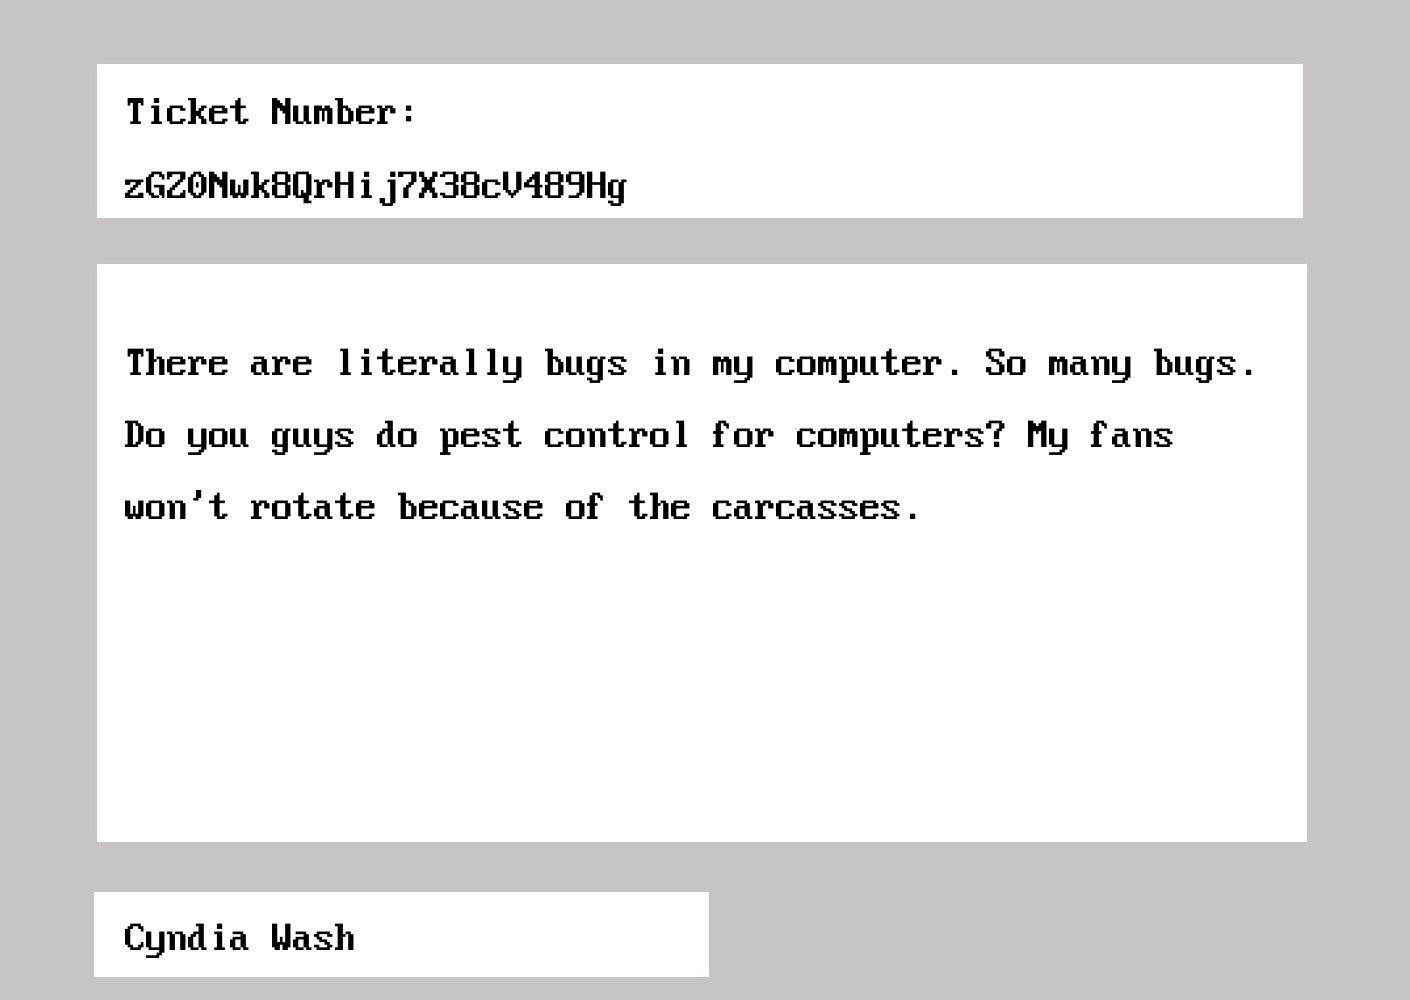 Ticket Number:
zGZ0Nwk8QrHij7X38cV489Hg
There are literally bugs in my computer. So many bugs.
Do you guys do pest control for computers? My fans
won't rotate because of the carcasses.
Cyndia Wash